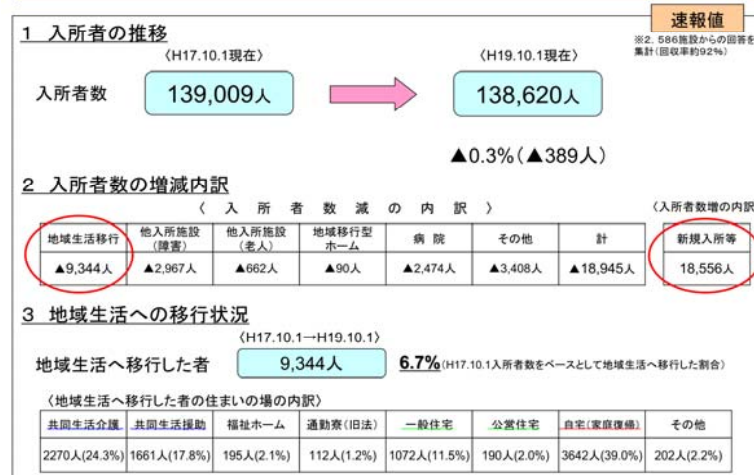 速報値
※2.586施設からの回答を
集計(回収率約92%)
1 入所者の推移
〈H17.10.1現在〉 〈H19.10.1現在〉
入所者数 139,009人 138,620人
▲0.3%(▲389人)
2 入所者数の増減内訳
〈 入 所 者 数 減 の 内 訳 〉 〈入所者数増の内訳
地域生活移行 他入所施設(障害) 他入所施設(老人) 地域移行型ホーム 病 院 その他 計 新規入所等
▲9,344人 ▲2,967人 ▲662人 ▲90人 ▲2,474人 ▲3,408人 ▲18,945人 18,556人
3 地域生活への移行状況
〈H17.10.1→H19.10.1〉
地域生活へ移行した者 9,344人 6.7%(H17.10.1入所者数をベースとして地域生活へ移行した割合)
〈地域生活へ移行した者の住まいの場の内訳〉
共同生活介護 共同生活援助 福祉ホーム 通勤寮(旧法) 一般住宅 公営住宅 自宅(家庭復帰) その他
2270人(24.3%) 1661人(17.8%) 195人(2.1%) 112人(1.2%) 1072人(11.5%) 190人(2.0%) 3642人(39.0%) 202人(2.2%)